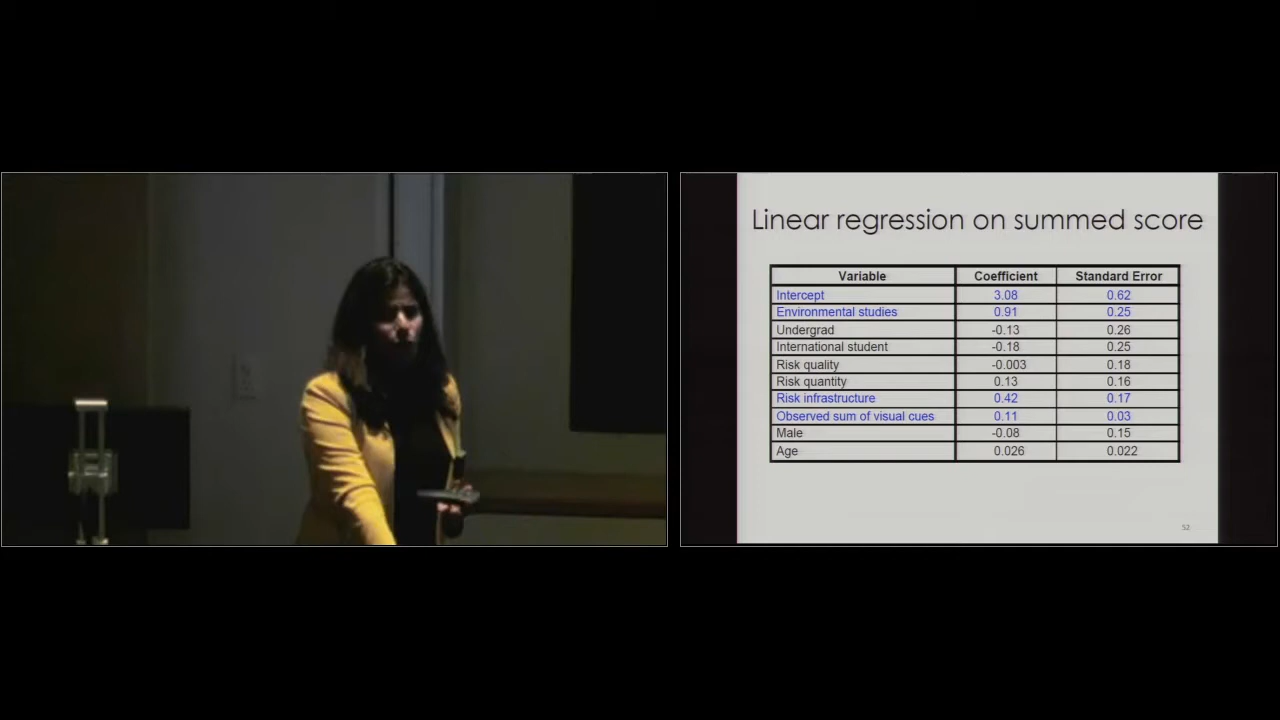 Linear regression on summed score
Variable Coefficient Standard Error
Intercept 3.08 0.62
Environmental studies 0.91 0.25
Undergrad -0.13 0.26
International student -0.18 0.25
Risk quality -0.003 0.18
Risk quantity 0.13 0.16
Risk infrastructure 0.42 0.17
Observed sum of visual cues 0.11 0.03
Male -0.08 0.15
Age 0.026 0.022
52